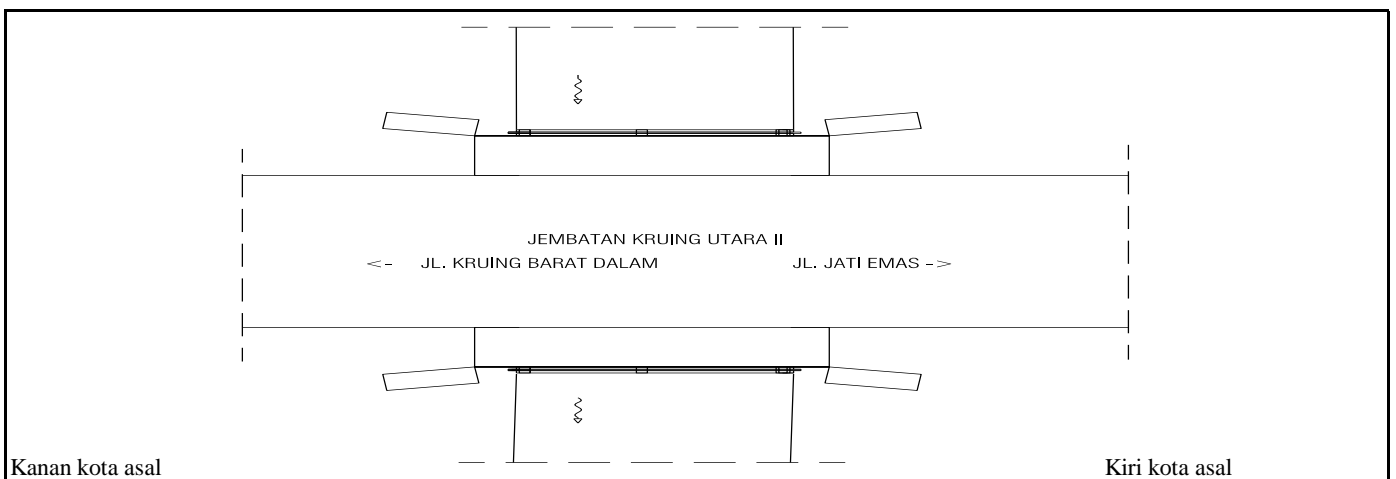 JEMBATAN KRUING UTARA II
<- JL. KRUING BARAT DALAM JL. JATI EMAS ->
Kanan kota asal Kiri kota asal